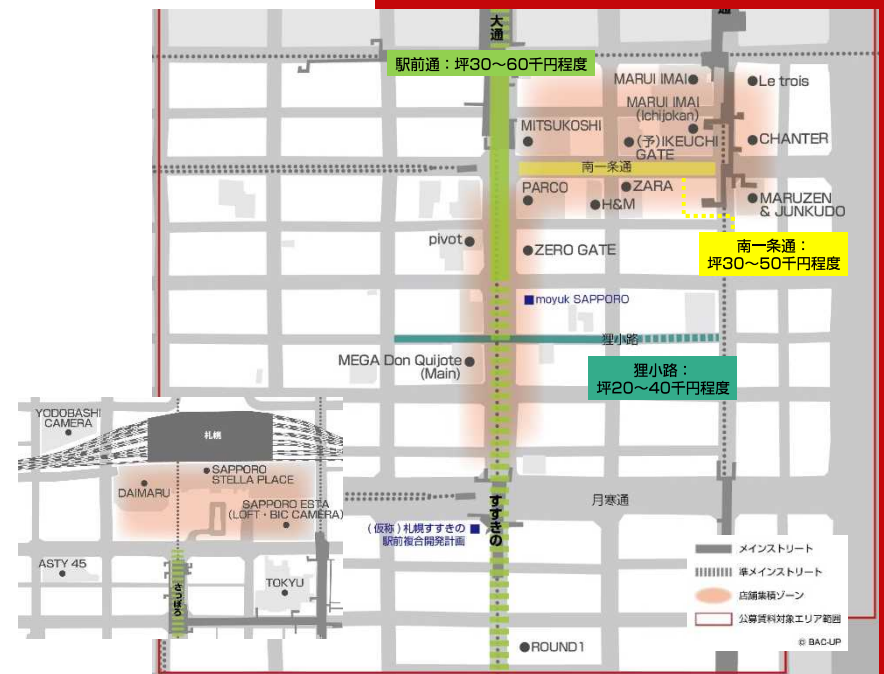 大通
通
駅前通：坪30～60千円程度
MARUI IMAI
Le trois
MARUI IMAI
(Ichijokan)
MITSUKOSHI
(予)IKEUCHI
GATE
CHANTER
南一条通
PARCO
ZARA
H&M
MARUZEN
& JUNKUDO
pivot
ZERO GATE
南一条通：
坪30～50千円程度
moyuk SAPPORO
狸小路
MEGA Don Quijote
(Main)
狸小路：
坪20～40千円程度
YODOBASHI
CAMERA
札幌
SAPPORO
STELLA PLACE
DAIMARU
SAPPORO ESTA
(LOFT・BIC CAMERA)
すすきの
月寒通
(仮称)札幌すすきの
駅前複合開発計画
ASTY 45
さっぽろ
TOKYU
メインストリート
準メインストリート
店舗集積ゾーン
公募賃料対象エリア範囲
© BAC-UP
ROUND1